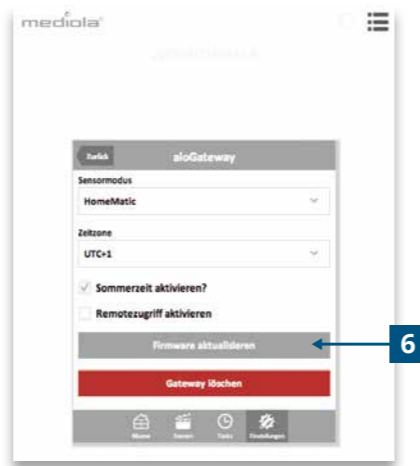 mediola
Zurück
aioGateway
Sensormodus
HomeMatic
Zeitzone
UTC+1
Sommerzeit aktivieren?
Remotezugriff aktivieren
Firmware aktualisieren
6
Gateway löschen
Räume Szenen Tasks Einstellungen